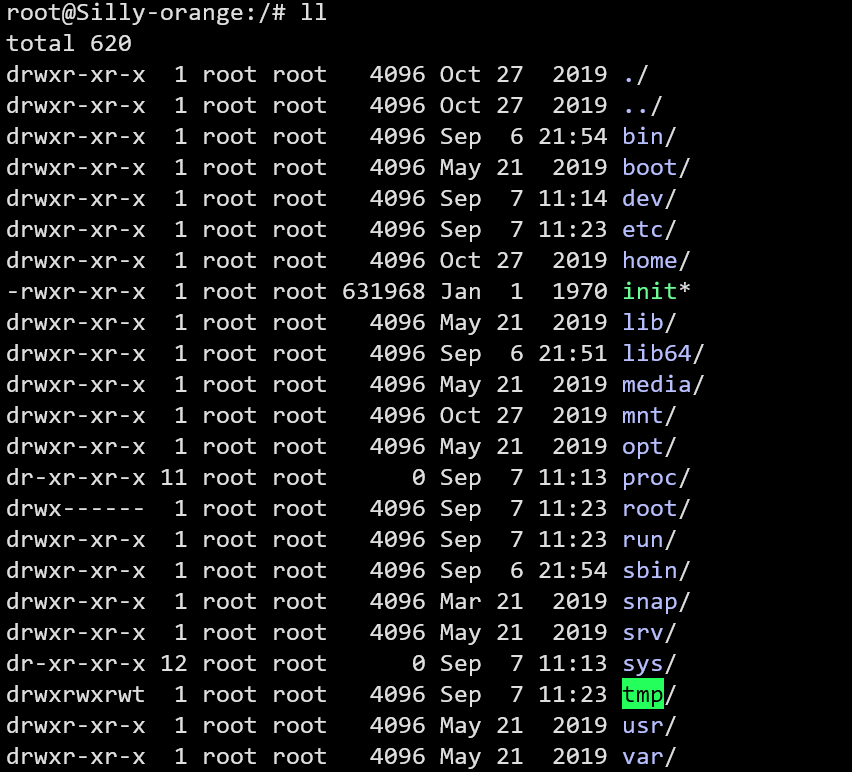 root@Silly-orange:/# ll
total 620
drwxr-xr-x  1 root root   4096 Oct 27  2019 ./
drwxr-xr-x  1 root root   4096 Oct 27  2019 ../
drwxr-xr-x  1 root root   4096 Sep  6 21:54 bin/
drwxr-xr-x  1 root root   4096 May 21  2019 boot/
drwxr-xr-x  1 root root   4096 Sep  7 11:14 dev/
drwxr-xr-x  1 root root   4096 Sep  7 11:23 etc/
drwxr-xr-x  1 root root   4096 Oct 27  2019 home/
-rwxr-xr-x  1 root root 631968 Jan  1  1970 init*
drwxr-xr-x  1 root root   4096 May 21  2019 lib/
drwxr-xr-x  1 root root   4096 Sep  6 21:51 lib64/
drwxr-xr-x  1 root root   4096 May 21  2019 media/
drwxr-xr-x  1 root root   4096 Oct 27  2019 mnt/
drwxr-xr-x  1 root root   4096 May 21  2019 opt/
dr-xr-xr-x 11 root root      0 Sep  7 11:13 proc/
drwx------  1 root root   4096 Sep  7 11:23 root/
drwxr-xr-x  1 root root   4096 Sep  7 11:23 run/
drwxr-xr-x  1 root root   4096 Sep  6 21:54 sbin/
drwxr-xr-x  1 root root   4096 Mar 21  2019 snap/
drwxr-xr-x  1 root root   4096 May 21  2019 srv/
dr-xr-xr-x 12 root root      0 Sep  7 11:13 sys/
drwxrwxrwt  1 root root   4096 Sep  7 11:23 tmp/
drwxr-xr-x  1 root root   4096 May 21  2019 usr/
drwxr-xr-x  1 root root   4096 May 21  2019 var/